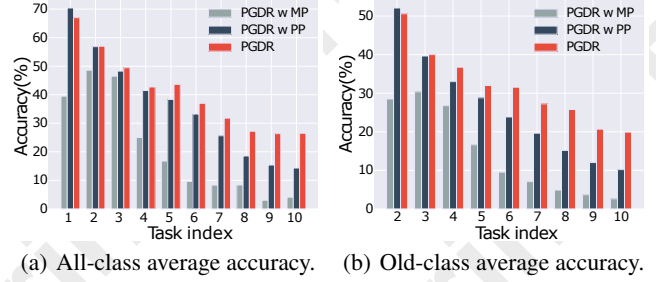 70
60
50
40
30
20
10
0
Accuracy(%)
PGDR w MP
PGDR w PP
PGDR
1 2 3 4 5 6 7 8 9 10
Task index
(a) All-class average accuracy.
50
40
30
20
10
0
Accuracy(%)
PGDR w MP
PGDR w PP
PGDR
2 3 4 5 6 7 8 9 10
Task index
(b) Old-class average accuracy.